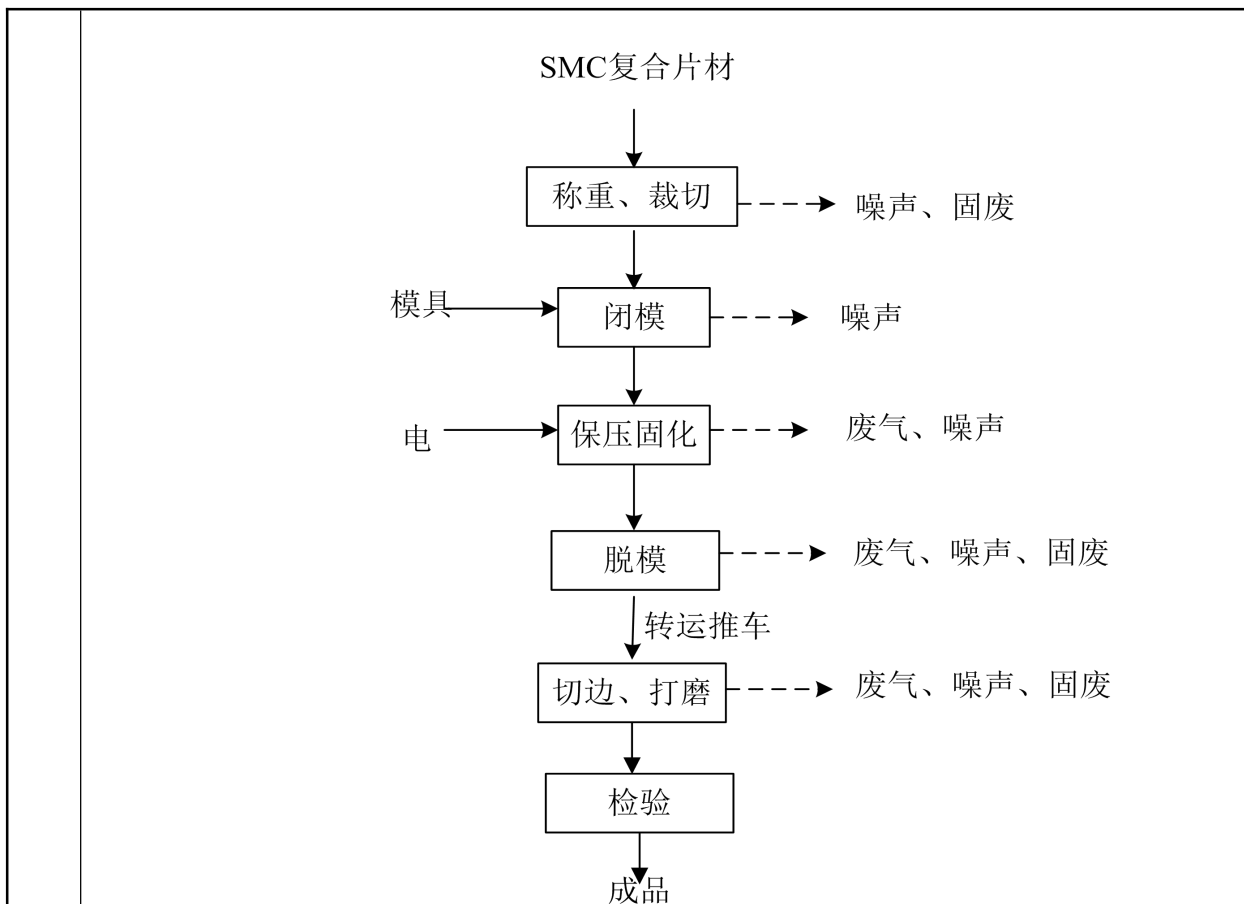 SMC复合片材
称重、裁切
噪声、固废
模具
闭模
噪声
电
保压固化
废气、噪声
脱模
废气、噪声、固废
转运推车
切边、打磨
废气、噪声、固废
检验
成品